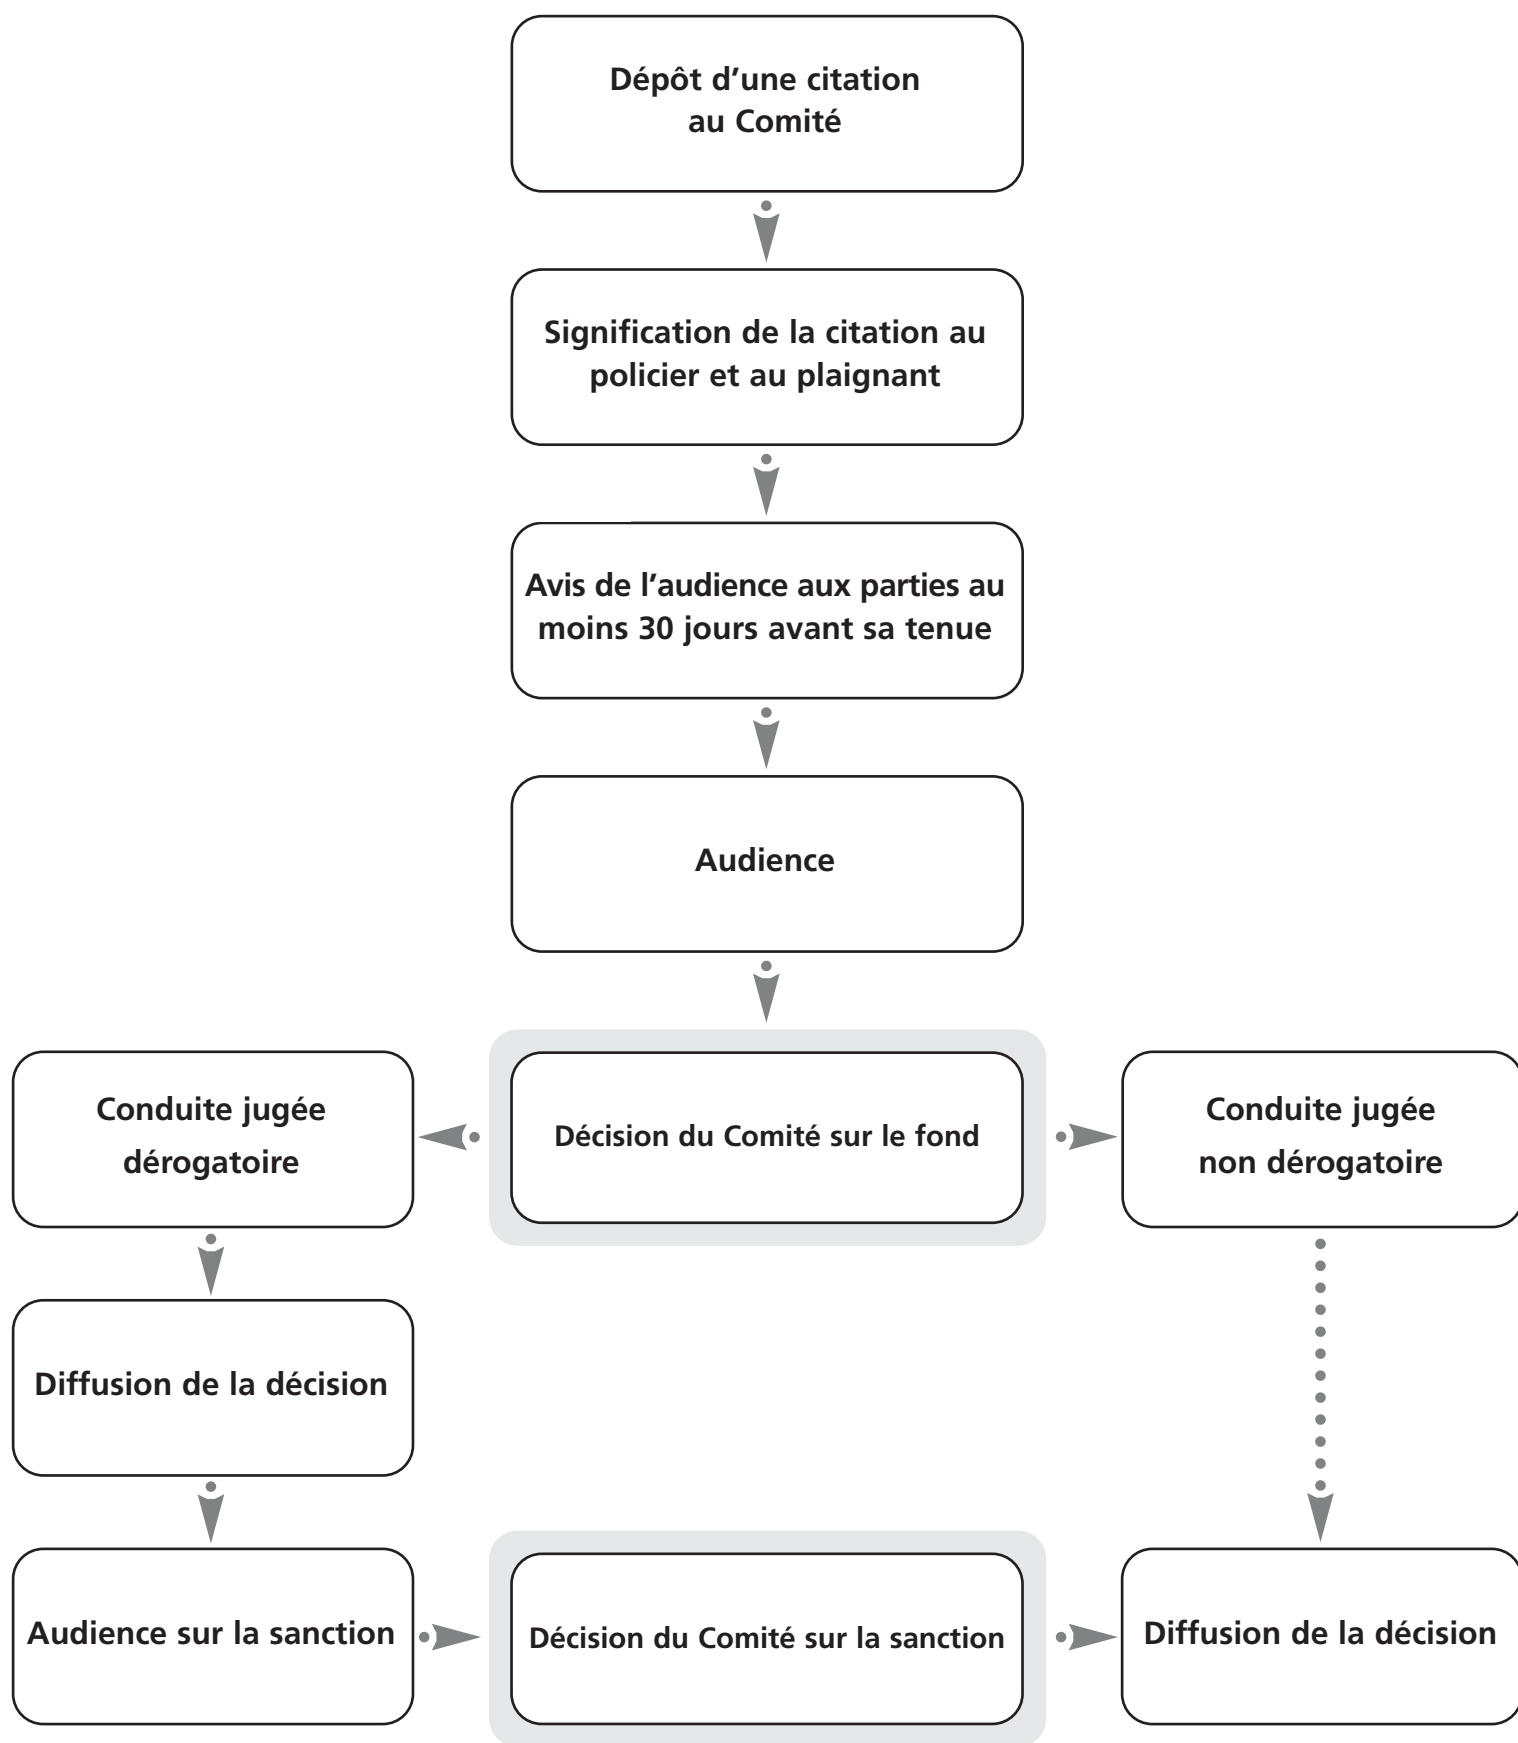 Dépôt d’une citation
au Comité
Signification de la citation au
policier et au plaignant
Avis de l’audience aux parties au
moins 30 jours avant sa tenue
Audience
Conduite jugée
dérogatoire
Décision du Comité sur le fond
Conduite jugée
non dérogatoire
Diffusion de la décision
Audience sur la sanction
Décision du Comité sur la sanction
Diffusion de la décision